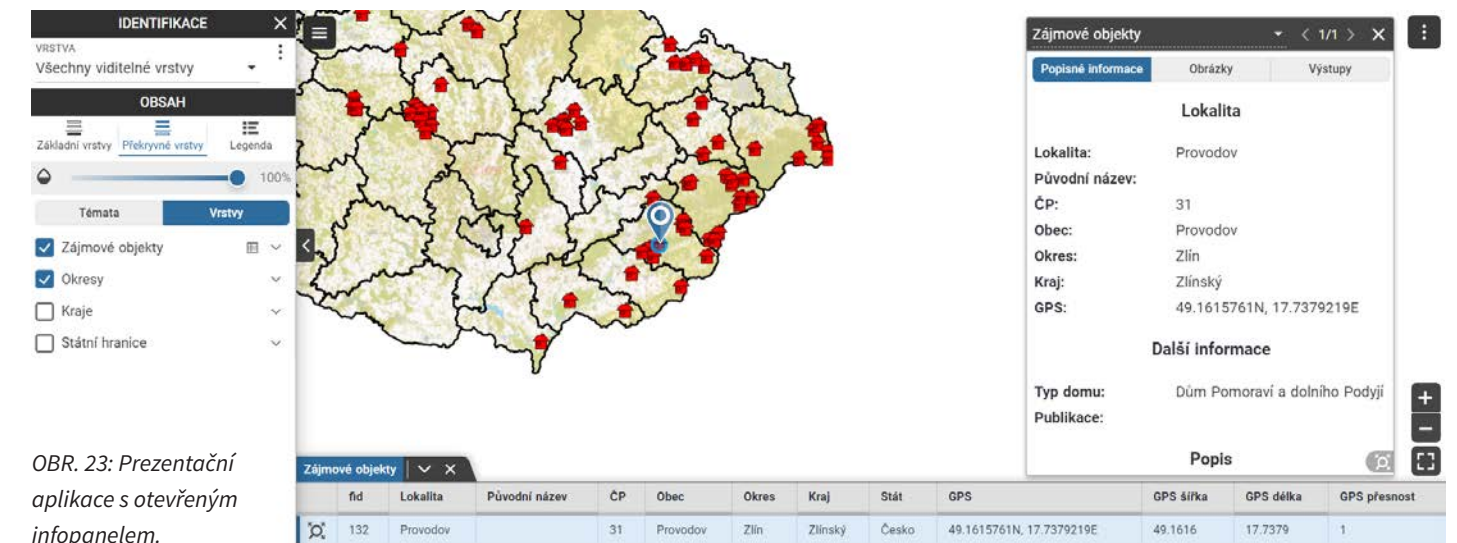 IDENTIFIKACE
VRSTVA
Všechny viditelné vrstvy
OBSAH
Základní vrstvy Překryvné vrstvy Legenda
100%
Témata Vrstvy
Zájmové objekty
Okresy
Kraje
Státní hranice
OBR. 23: Prezentační
aplikace s otevřeným
infopanelem.
Zájmové objekty 1/1
Popisné informace Obrázky Výstupy
Lokalita
Lokalita: Provodov
Původní název:
ČP: 31
Obec: Provodov
Okres: Zlín
Kraj: Zlínský
GPS: 49.1615761N, 17.7379219E
Další informace
Typ domu: Dům Pomoraví a dolního Podyjí
Publikace:
Popis
Zájmové objekty
fid Lokalita Původní název ČP Obec Okres Kraj Stát GPS GPS šířka GPS délka GPS přesnost
132 Provodov 31 Provodov Zlín Zlínský Česko 49.1615761N, 17.7379219E 49.1616 17.7379 1